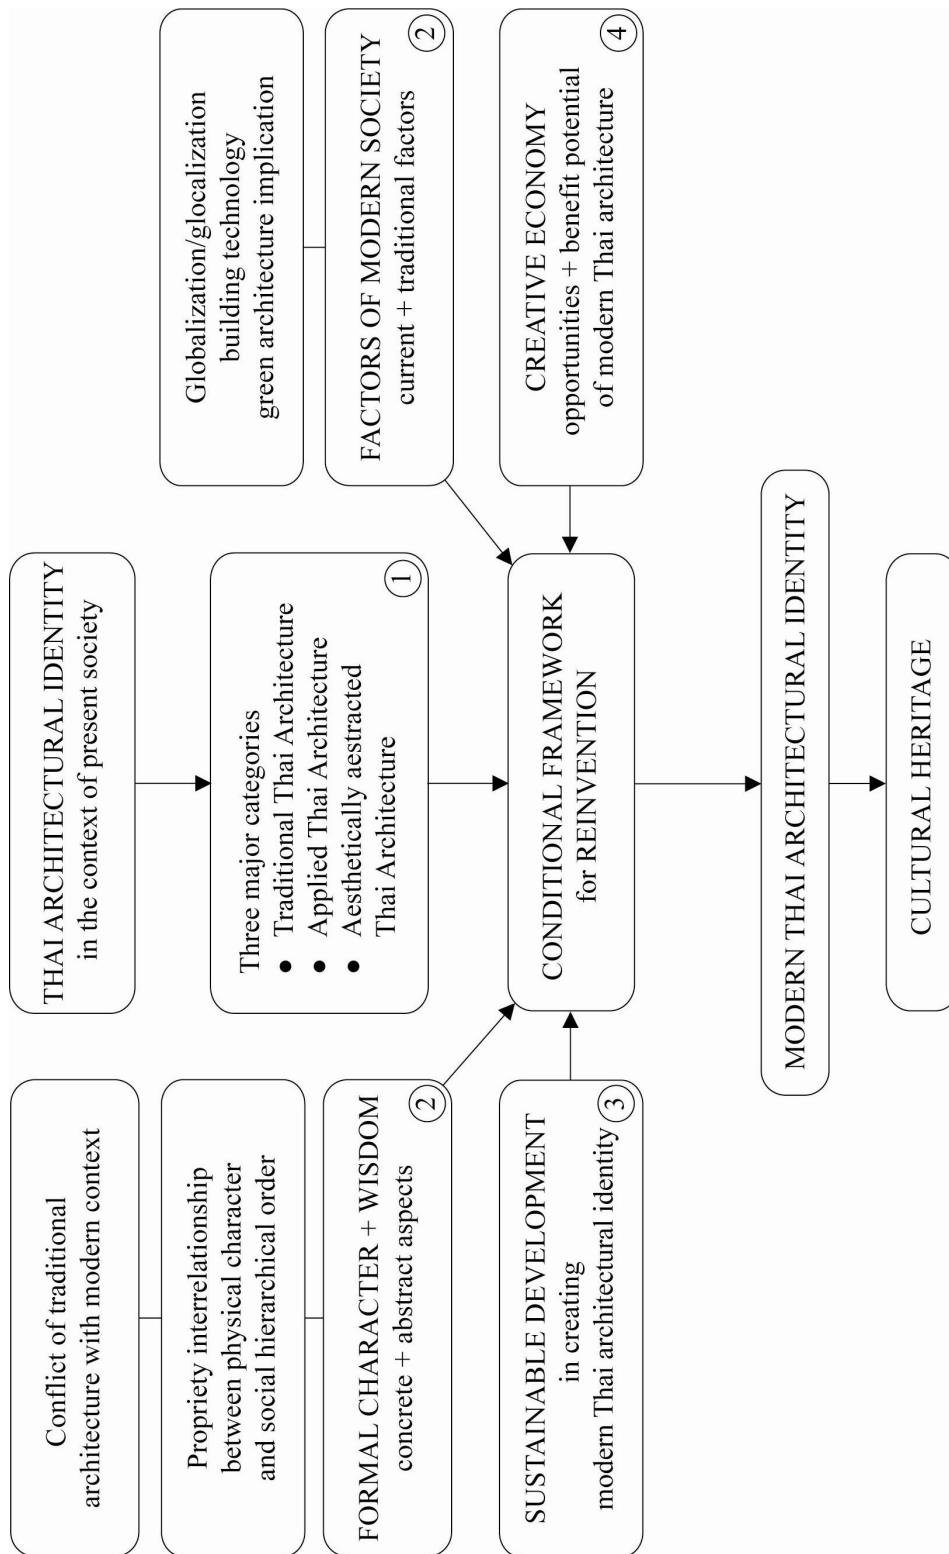 THAI ARCHITECTURAL IDENTITY
in the context of present society
Conflict of traditional
architecture with modern context
Propriety interrelationship
between physical character
and social hierarchical order
FORMAL CHARACTER + WISDOM
concrete + abstract aspects
2
SUSTAINABLE DEVELOPMENT
in creating
modern Thai architectural identity
3
Three major categories
● Traditional Thai Architecture
● Applied Thai Architecture
● Aesthetically aestracted
Thai Architecture
1
Globalization/glocalization
building technology
green architecture implication
FACTORS OF MODERN SOCIETY
current + traditional factors
2
CREATIVE ECONOMY
opportunities + benefit potential
of modern Thai architecture
4
CONDITIONAL FRAMEWORK
for REINVENTION
MODERN THAI ARCHITECTURAL IDENTITY
CULTURAL HERITAGE